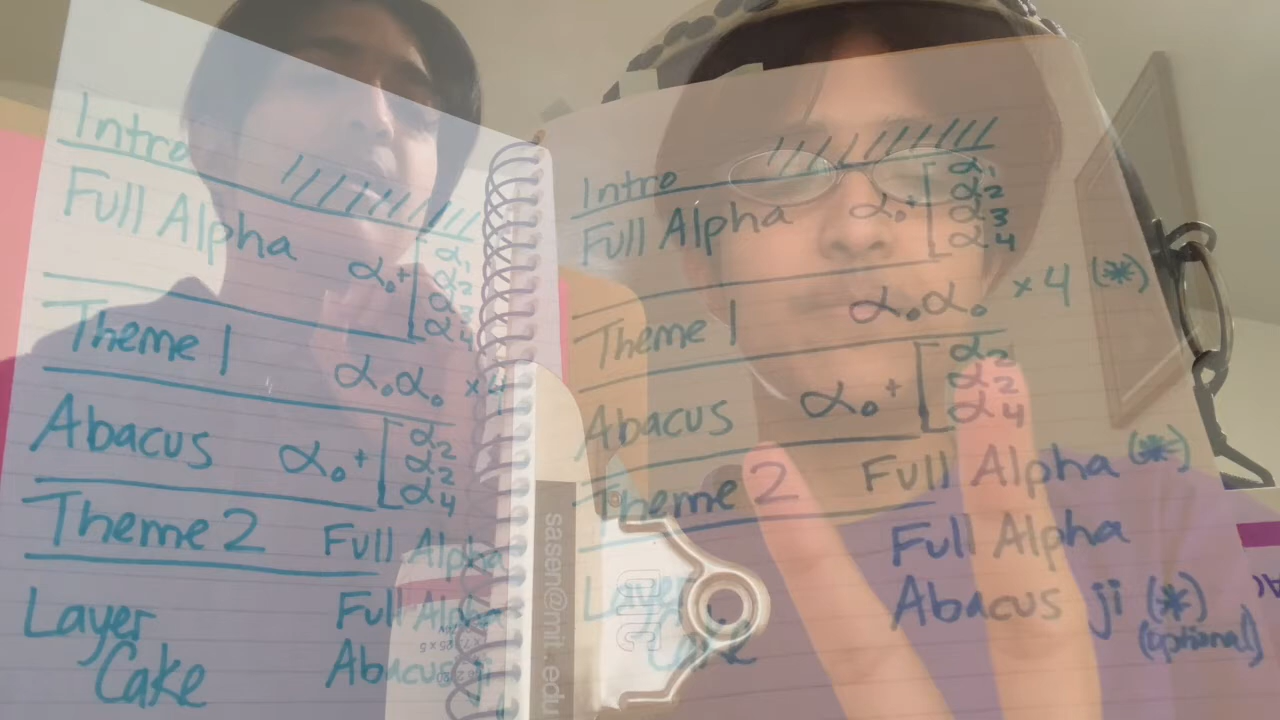 Intro / / / / / / / / /
Full Alpha α₀ + [ α₁ α₂ α₃ α₄
Theme 1 α₀α₀ ×4
Abacus α₀ + [ α₂ α₂ α₄
Theme 2 Full Alpha
Layer Full Alpha
Cake Abacus ji
Intro / / / / / / / / / /
Full Alpha α₀ + [ α₁ α₂ α₃ α₄
Theme 1 α₀α₀ ×4 (*)
Abacus α₀ + [ α₂ α₂ α₄
Theme 2 Full Alpha (*)
Full Alpha
Layer Abacus ji (*)
Cake (optional)
sasen@mit.edu